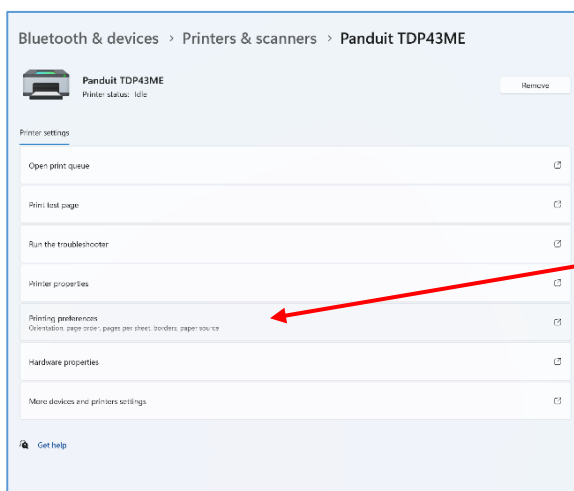 Bluetooth & devices > Printers & scanners > Panduit TDP43ME
Panduit TDP43ME
Printer status: Idle
Remove
Printer settings
Open print queue
Print test page
Run the troubleshooter
Printer properties
Printing preferences
Orientation, page order, pages per sheet, borders, paper source
Hardware properties
More devices and printers settings
Get help